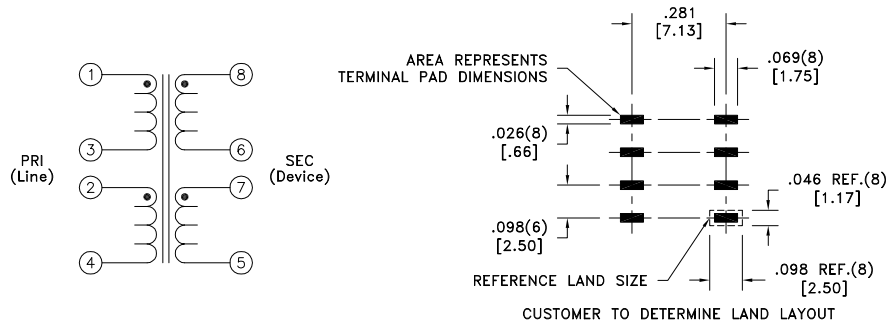 1
8
3
6
PRI
(Line)
SEC
(Device)
2
7
4
5
.281
[7.13]
AREA REPRESENTS
TERMINAL PAD DIMENSIONS
.069(8)
[1.75]
.026(8)
[.66]
.046 REF.(8)
[1.17]
.098(6)
[2.50]
REFERENCE LAND SIZE
.098 REF.(8)
[2.50]
CUSTOMER TO DETERMINE LAND LAYOUT